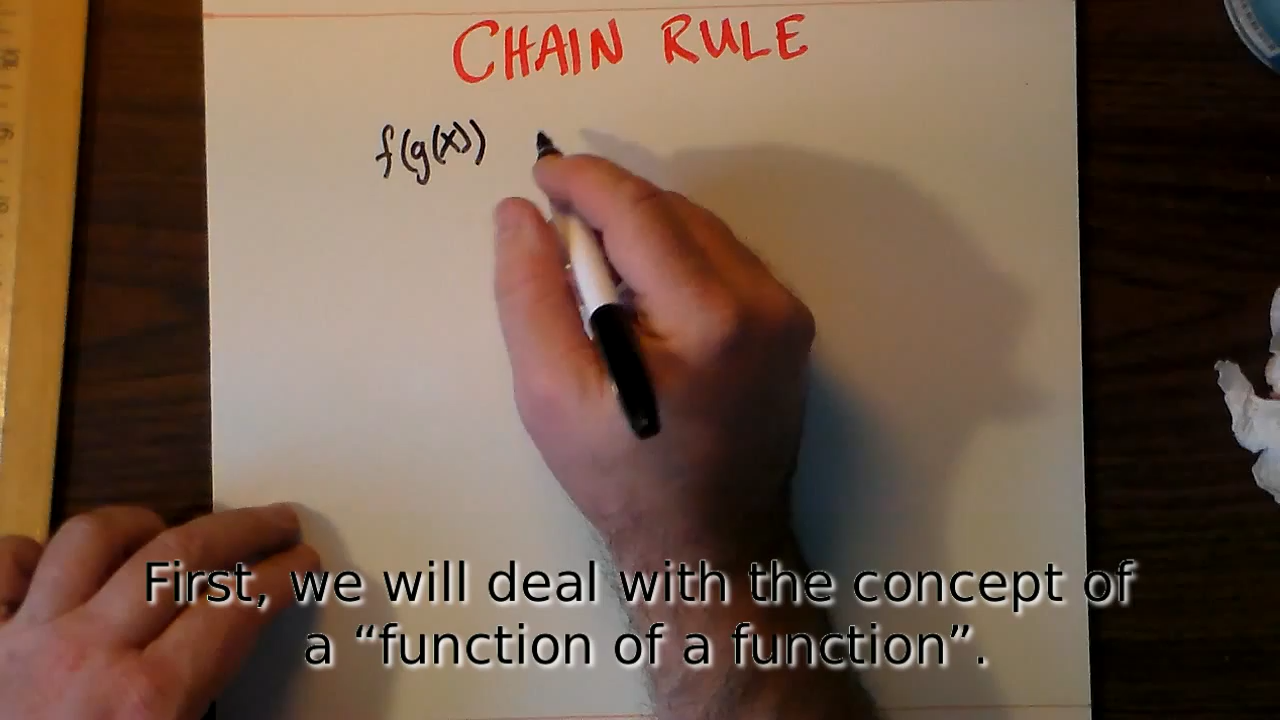 CHAIN RULE
f(g(x))
First, we will deal with the concept of
a “function of a function”.